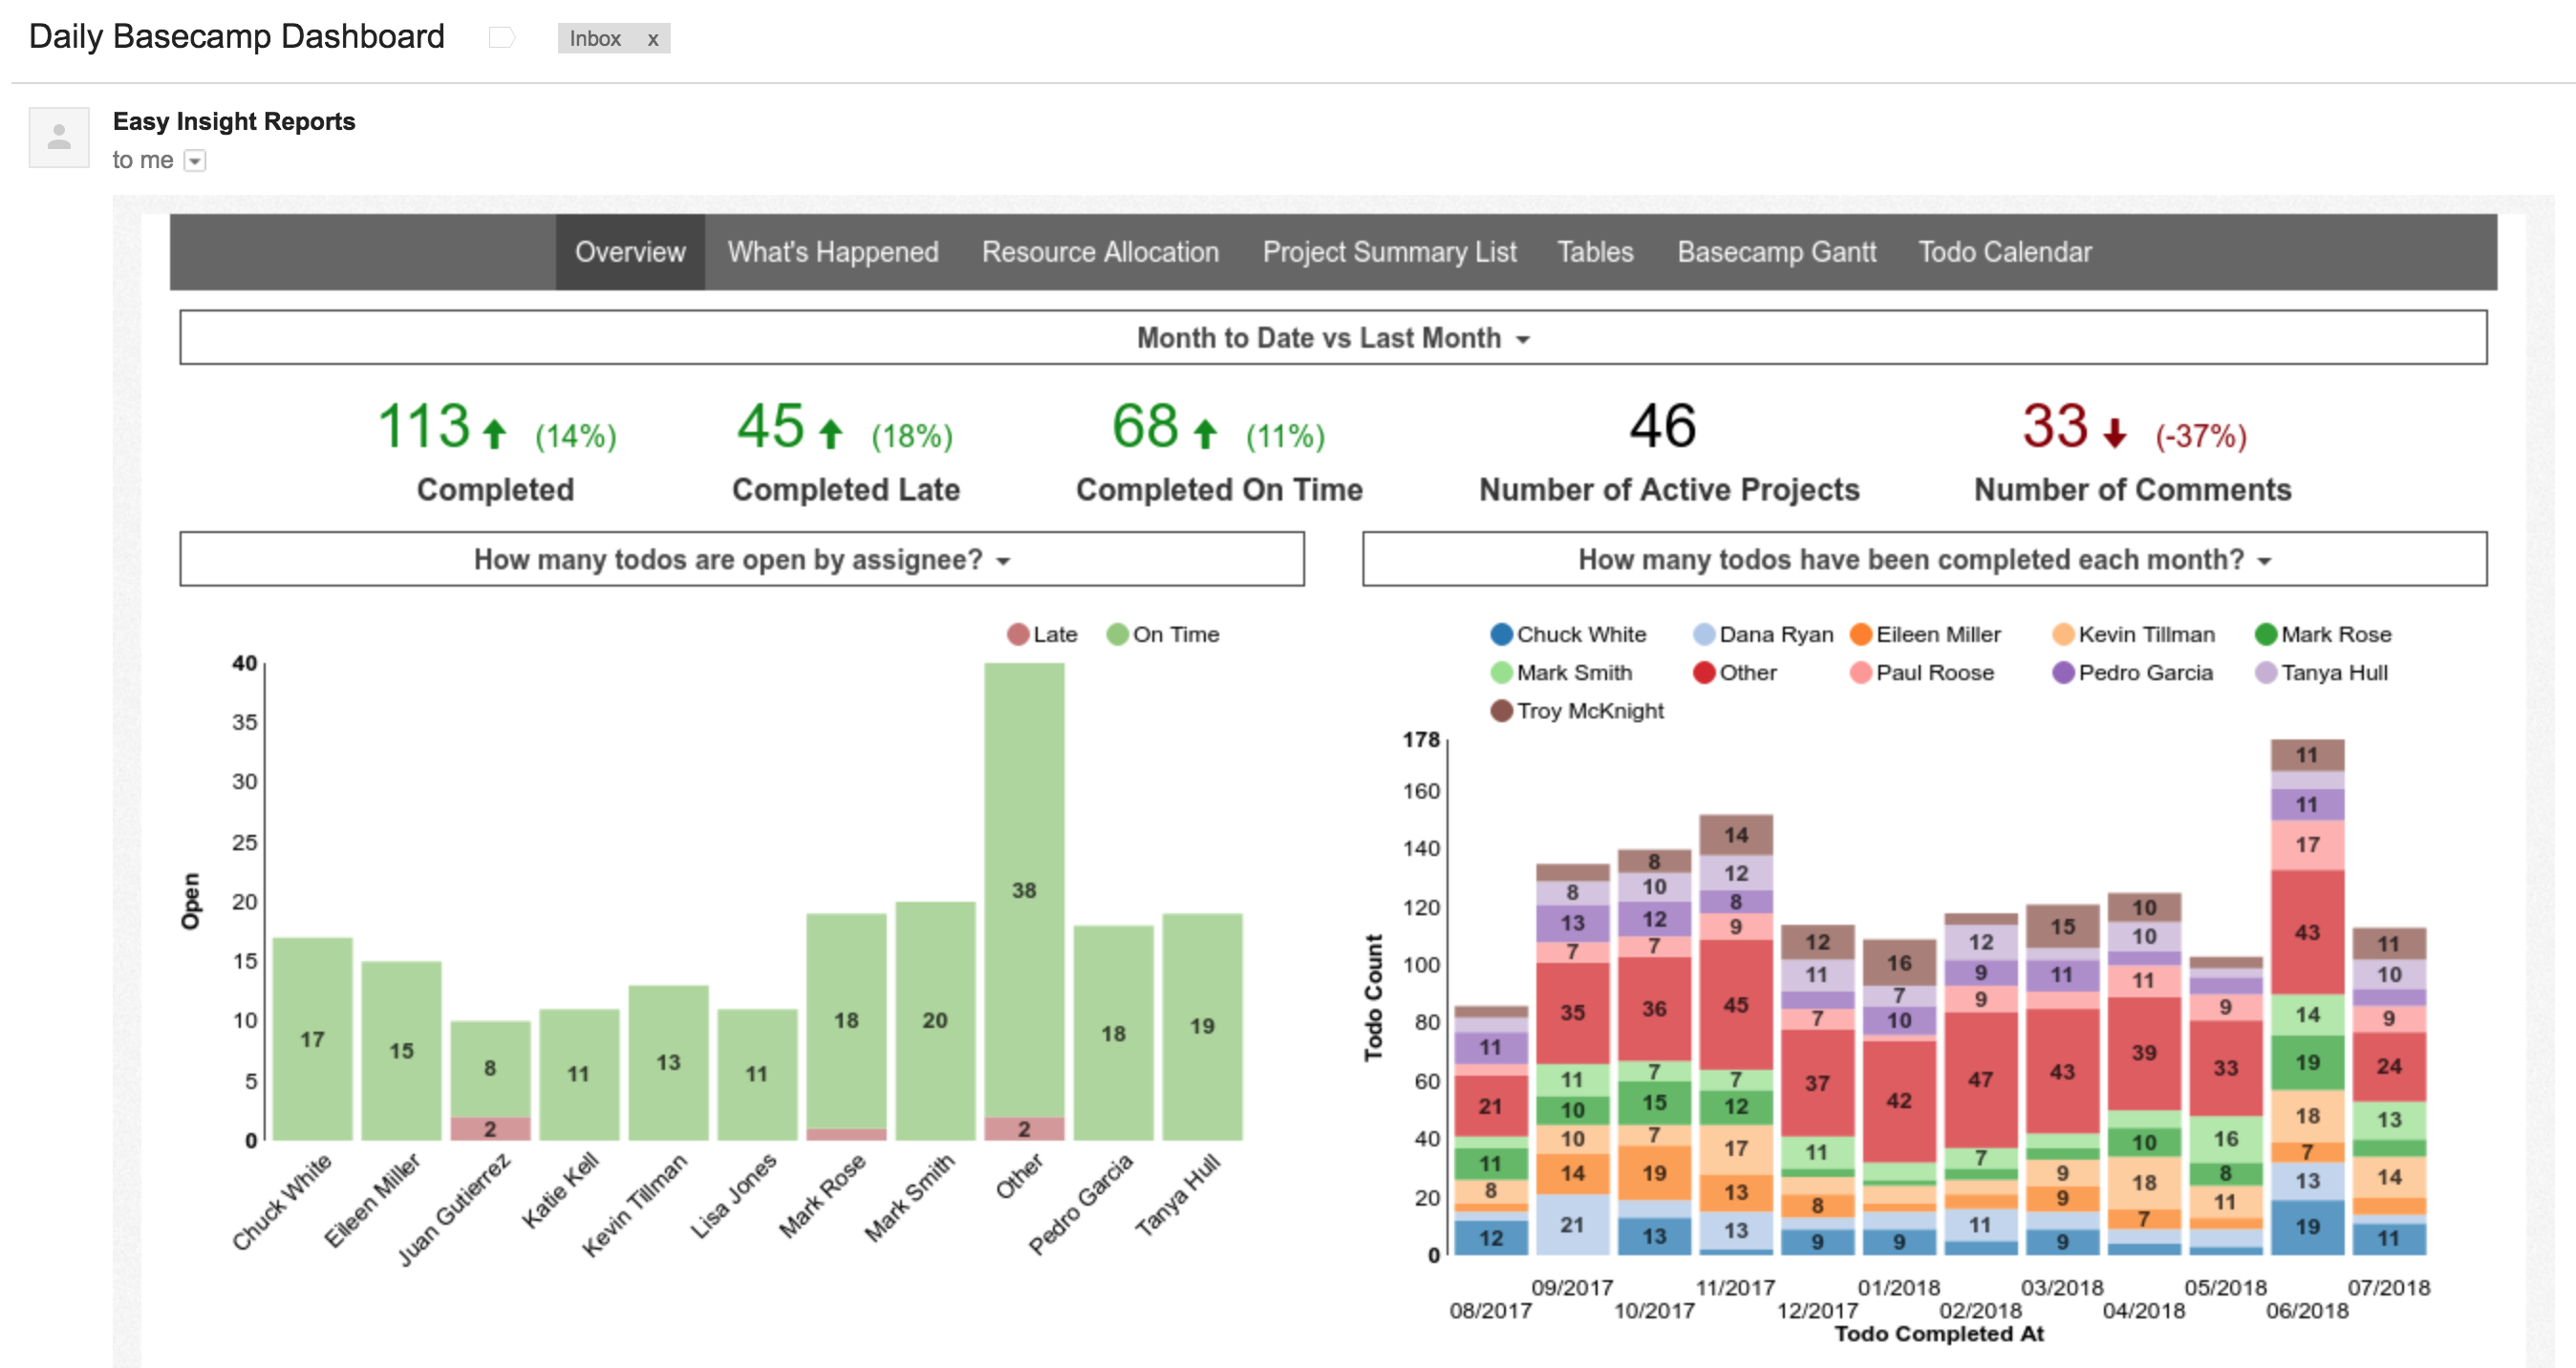 Daily Basecamp Dashboard Inbox x
Easy Insight Reports
to me
Overview What's Happened Resource Allocation Project Summary List Tables Basecamp Gantt Todo Calendar
Month to Date vs Last Month
113 (14%) 45 (18%) 68 (11%) 46 33 (-37%)
Completed Completed Late Completed On Time Number of Active Projects Number of Comments
How many todos are open by assignee?
Late On Time
Open
40
35
30
25
20
15
10
5
0
17 15 8 2 11 13 11 18 20 38 2 18 19
Chuck White Eileen Miller Juan Gutierrez Katie Kell Kevin Tillman Lisa Jones Mark Rose Mark Smith Other Pedro Garcia Tanya Hull
How many todos have been completed each month?
Chuck White Dana Ryan Eileen Miller Kevin Tillman Mark Rose
Mark Smith Other Paul Roose Pedro Garcia Tanya Hull
Troy McKnight
Todo Count
178
160
140
120
100
80
60
40
20
0
11 21 11 8 12
8 13 7 35 11 10 10 14 21
8 10 12 7 36 7 15 7 19 13
14 12 8 9 45 7 12 17 13 13
12 11 7 37 11 8 9
16 7 10 42 9
12 9 9 47 7 11
15 11 43 9 9 9
10 10 11 39 10 18 7
9 33 16 8 11
11 11 17 43 14 19 18 7 13 19
11 10 9 24 13 14 11
09/2017 11/2017 01/2018 03/2018 05/2018 07/2018
08/2017 10/2017 12/2017 02/2018 04/2018 06/2018
Todo Completed At